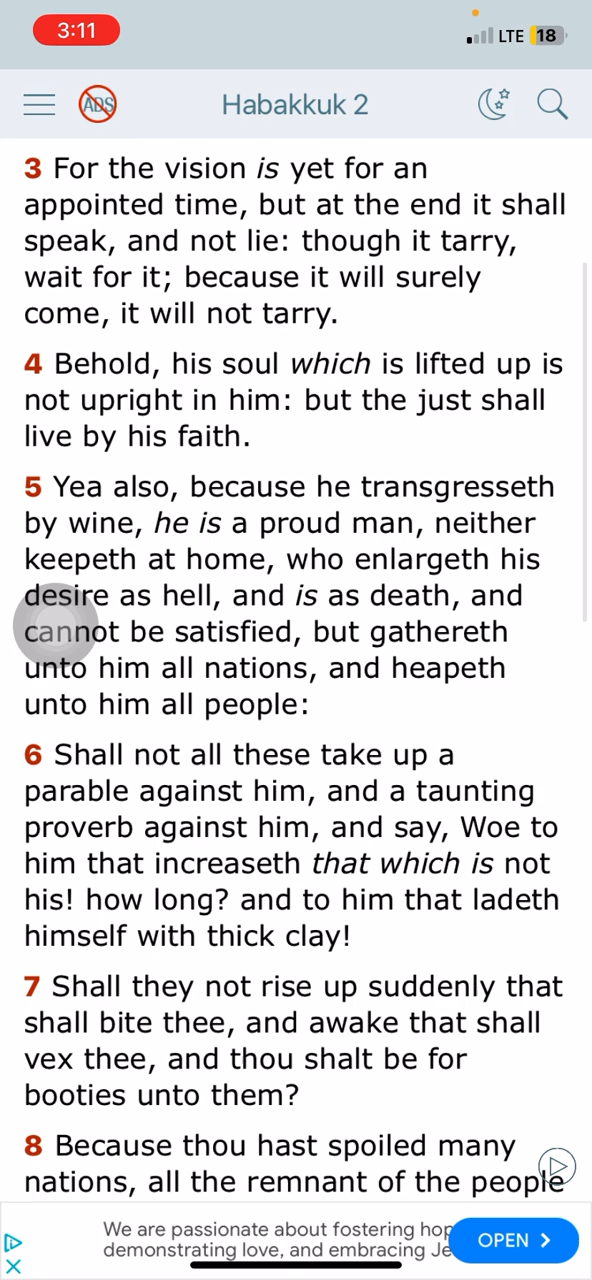 3:11
LTE 18
ADS
Habakkuk 2
3 For the vision is yet for an
appointed time, but at the end it shall
speak, and not lie: though it tarry,
wait for it; because it will surely
come, it will not tarry.
4 Behold, his soul which is lifted up is
not upright in him: but the just shall
live by his faith.
5 Yea also, because he transgresseth
by wine, he is a proud man, neither
keepeth at home, who enlargeth his
desire as hell, and is as death, and
cannot be satisfied, but gathereth
unto him all nations, and heapeth
unto him all people:
6 Shall not all these take up a
parable against him, and a taunting
proverb against him, and say, Woe to
him that increaseth that which is not
his! how long? and to him that ladeth
himself with thick clay!
7 Shall they not rise up suddenly that
shall bite thee, and awake that shall
vex thee, and thou shalt be for
booties unto them?
8 Because thou hast spoiled many
nations, all the remnant of the people
We are passionate about fostering hop
demonstrating love, and embracing Je
OPEN